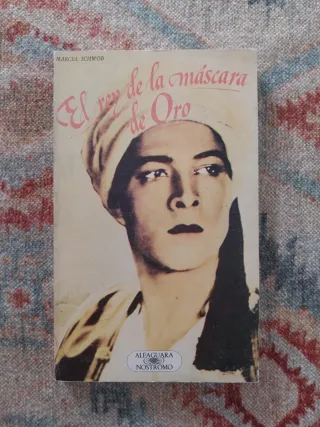 MARCEL SCHWOB
El rey de la máscara
de Oro
ALFAGUARA
NOSTROMO